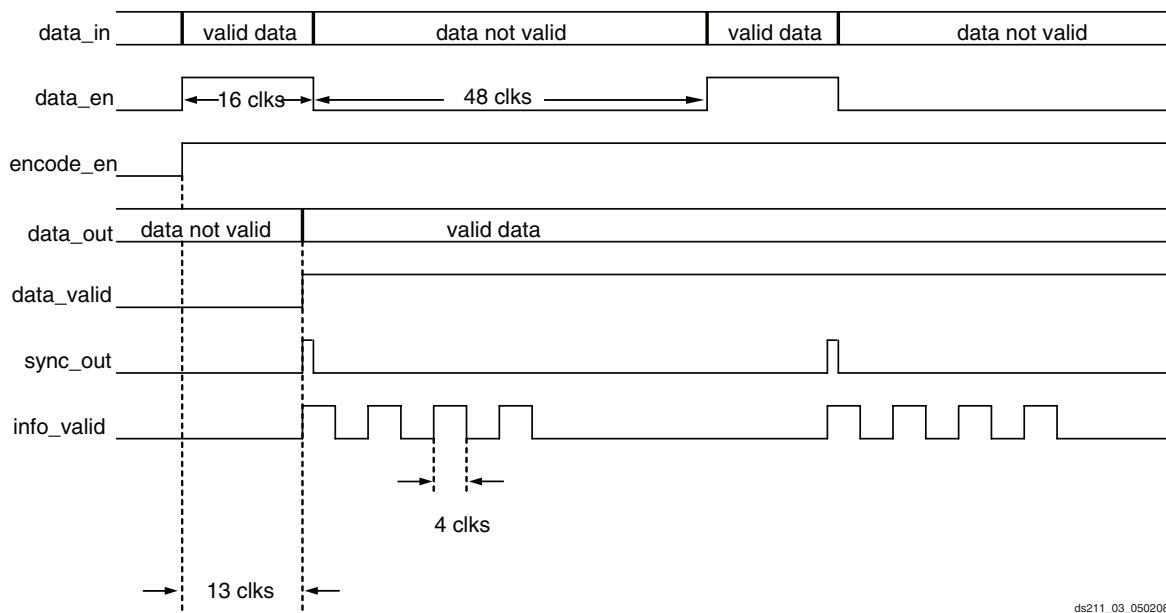 data_in valid data data not valid valid data data not valid
data_en 16 clks 48 clks
encode_en
data_out data not valid valid data
data_valid
sync_out
info_valid
4 clks
13 clks
ds211_03_050208